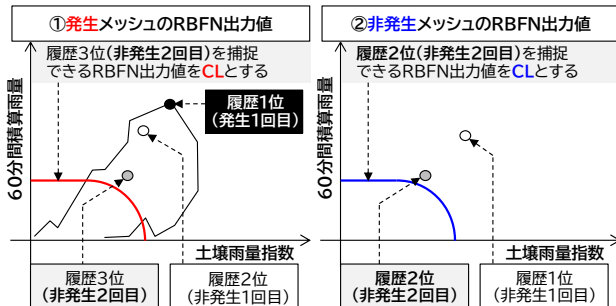 ①発生メッシュのRBFN出力値
履歴3位(非発生2回目)を捕捉
できるRBFN出力値をCLとする
60分間積算雨量
履歴1位
(発生1回目)
土壌雨量指数
履歴3位
(非発生2回目)
履歴2位
(非発生1回目)
②非発生メッシュのRBFN出力値
履歴2位(非発生2回目)を捕捉
できるRBFN出力値をCLとする
60分間積算雨量
土壌雨量指数
履歴2位
(非発生2回目)
履歴1位
(非発生1回目)